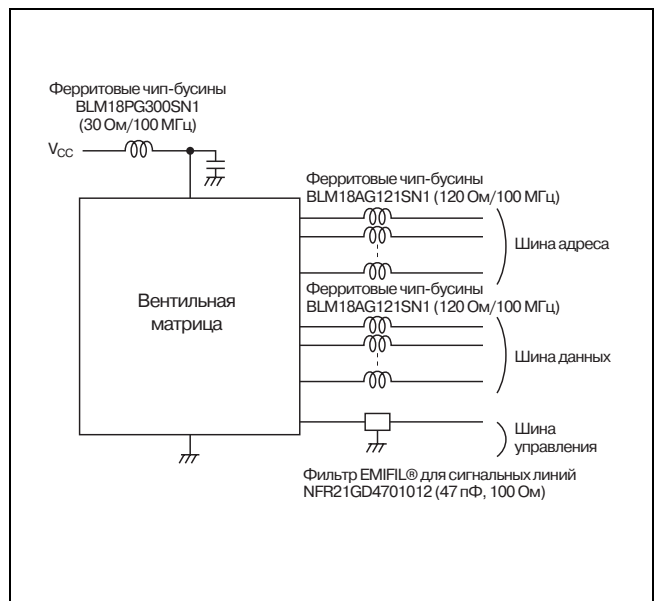 Ферритовые чип-бусины
BLM18PG300SN1
(30 Ом/100 МГц)
VCC
Ферритовые чип-бусины
BLM18AG121SN1 (120 Ом/100 МГц)
Шина адреса
Ферритовые чип-бусины
BLM18AG121SN1 (120 Ом/100 МГц)
Вентильная
матрица
Шина данных
Шина
управления
Фильтр EMIFIL® для сигнальных линий
NFR21GD4701012 (47 пФ, 100 Ом)